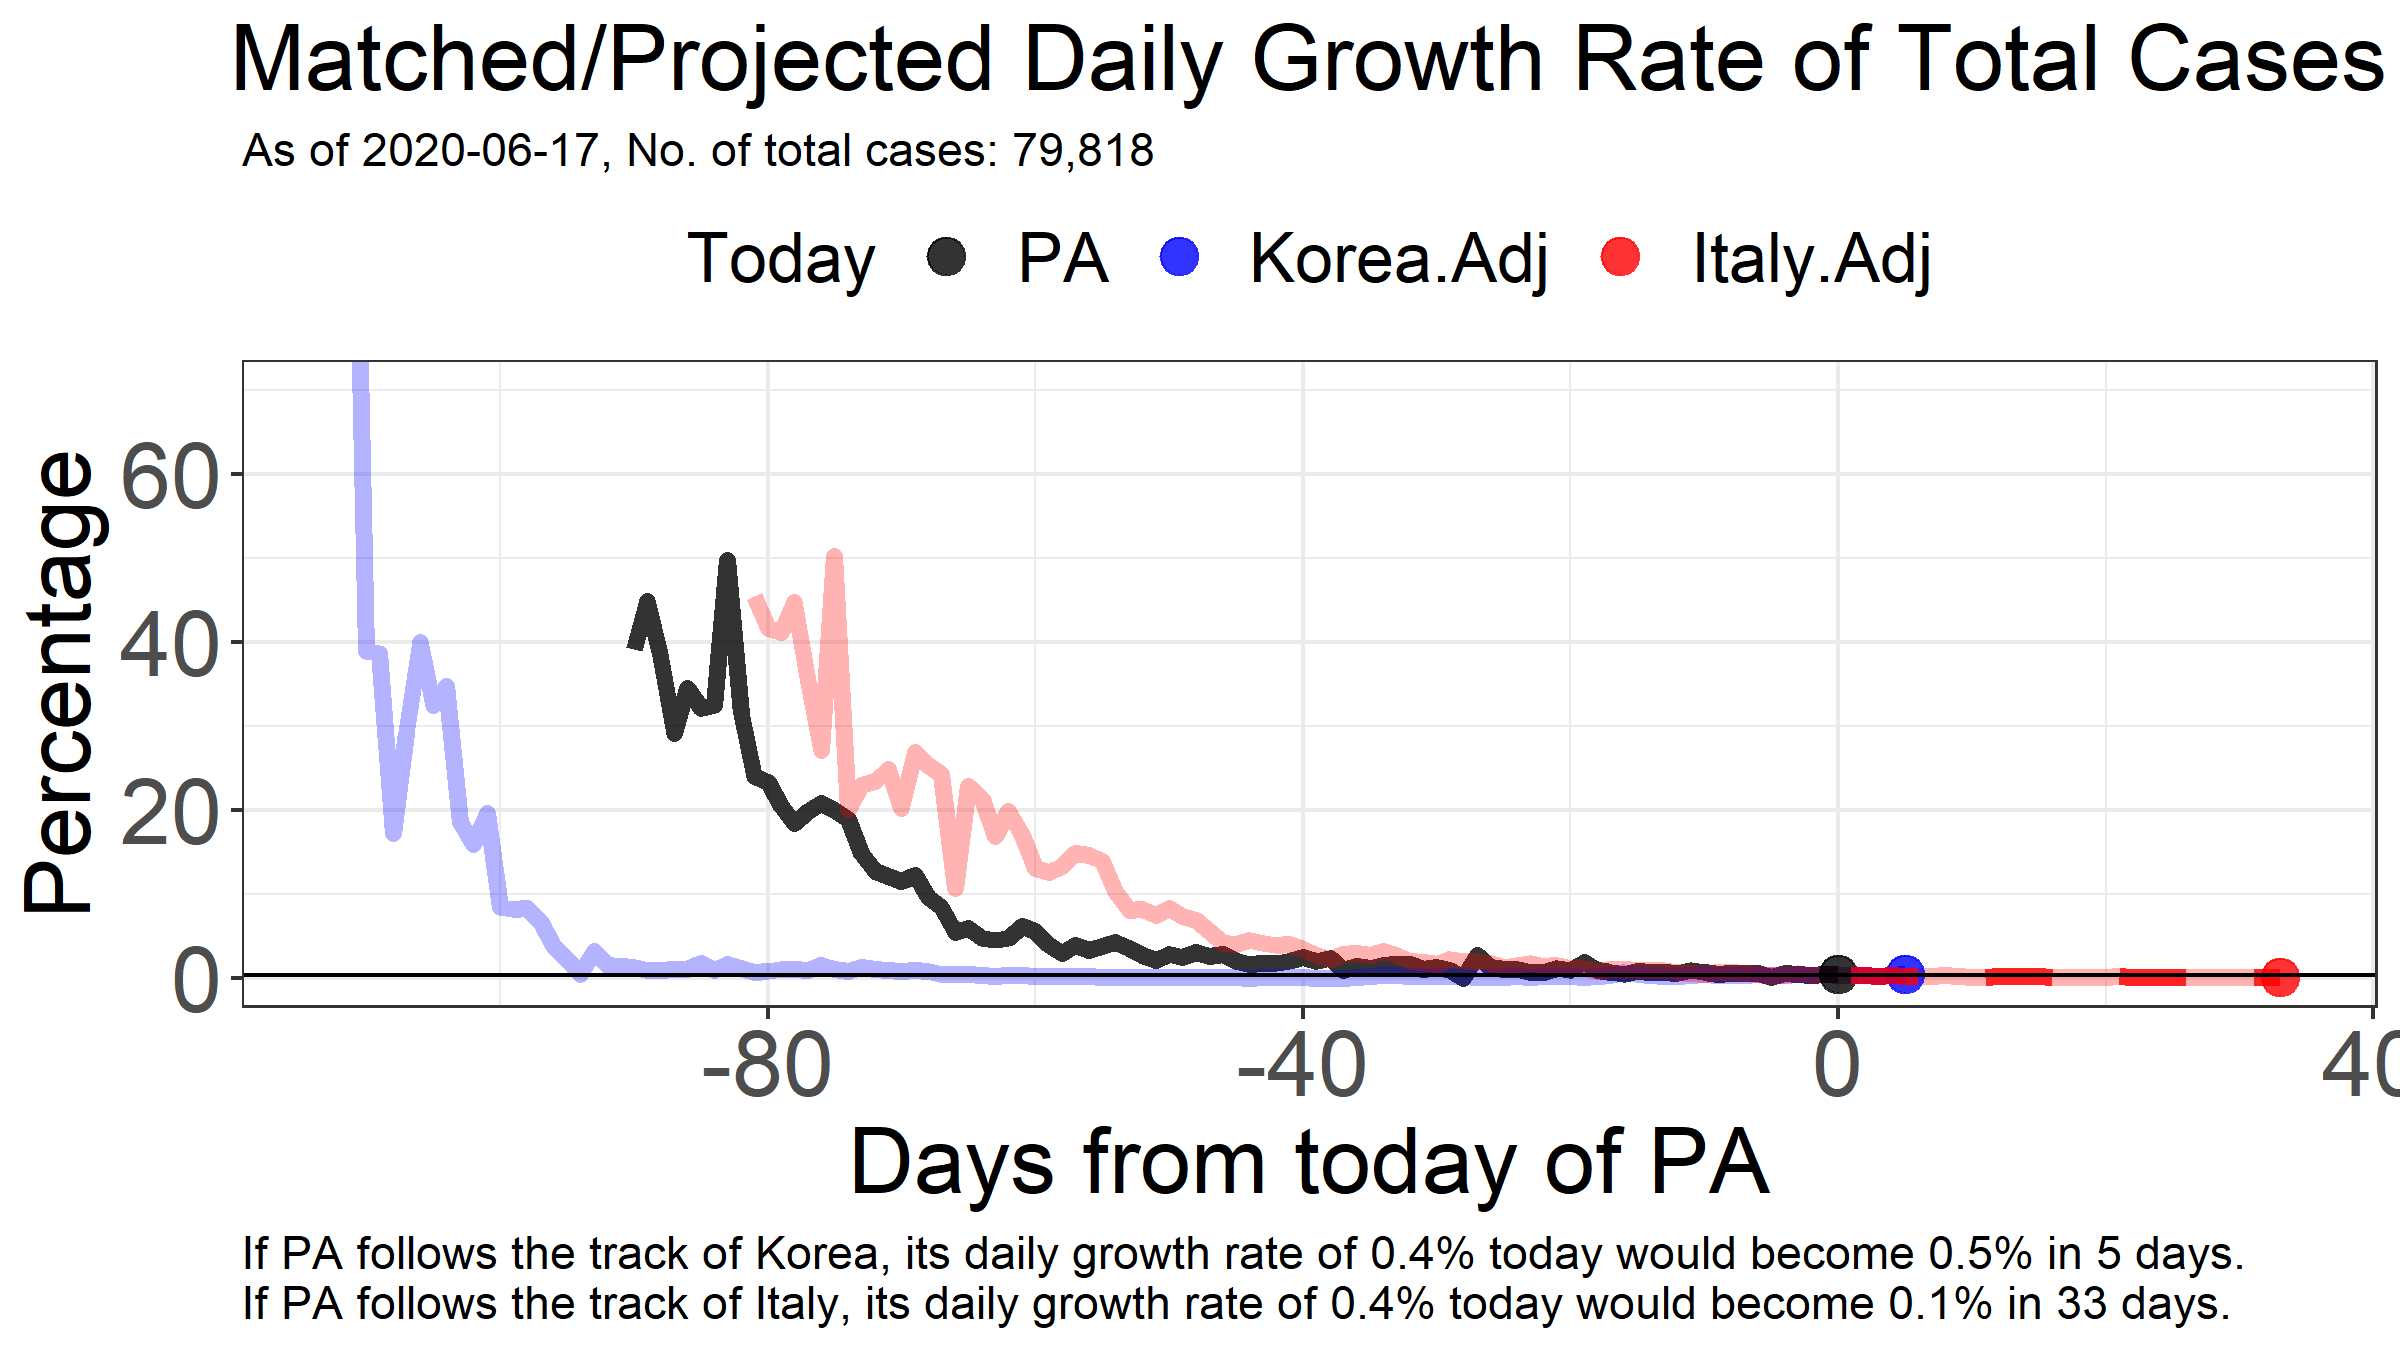 Matched/Projected Daily Growth Rate of Total Cases
As of 2020-06-17, No. of total cases: 79,818
Today PA Korea.Adj Italy.Adj
Percentage
60
40
20
0
-80 -40 0 40
Days from today of PA
If PA follows the track of Korea, its daily growth rate of 0.4% today would become 0.5% in 5 days.
If PA follows the track of Italy, its daily growth rate of 0.4% today would become 0.1% in 33 days.